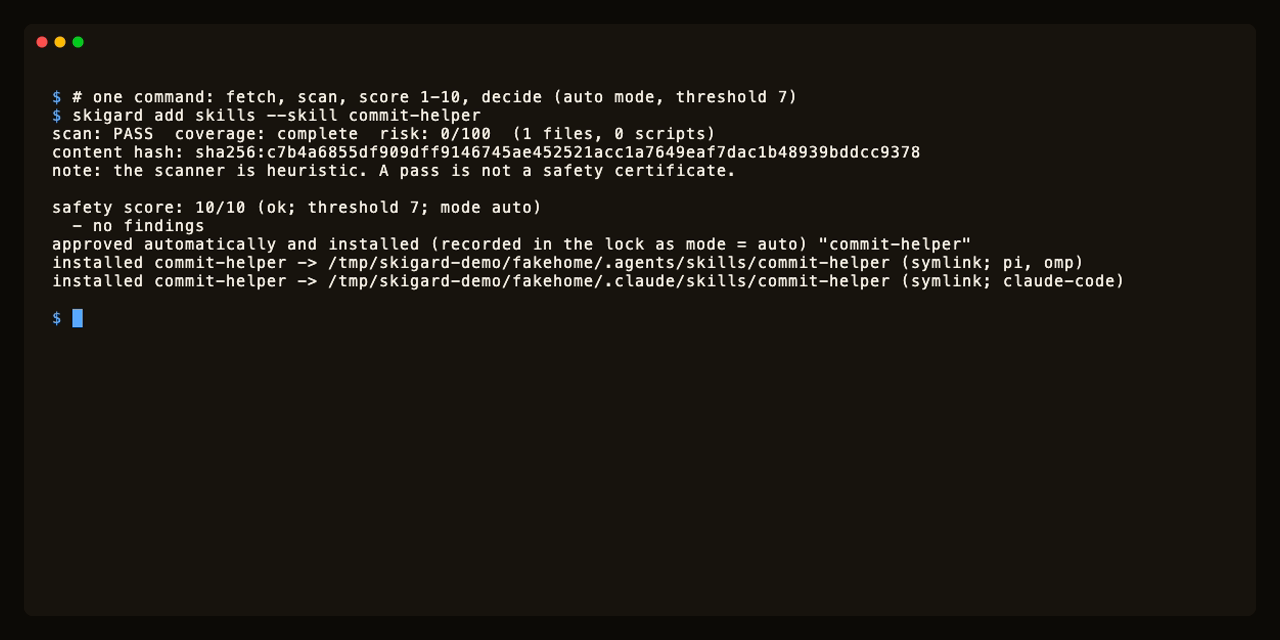 $ # one command: fetch, scan, score 1-10, decide (auto mode, threshold 7)
$ skigard add skills --skill commit-helper
scan: PASS  coverage: complete  risk: 0/100  (1 files, 0 scripts)
content hash: sha256:c7b4a6855df909dff9146745ae452521acc1a7649eaf7dac1b48939bddcc9378
note: the scanner is heuristic. A pass is not a safety certificate.

safety score: 10/10 (ok; threshold 7; mode auto)
  - no findings
approved automatically and installed (recorded in the lock as mode = auto) "commit-helper"
installed commit-helper -> /tmp/skigard-demo/fakehome/.agents/skills/commit-helper (symlink; pi, omp)
installed commit-helper -> /tmp/skigard-demo/fakehome/.claude/skills/commit-helper (symlink; claude-code)

$